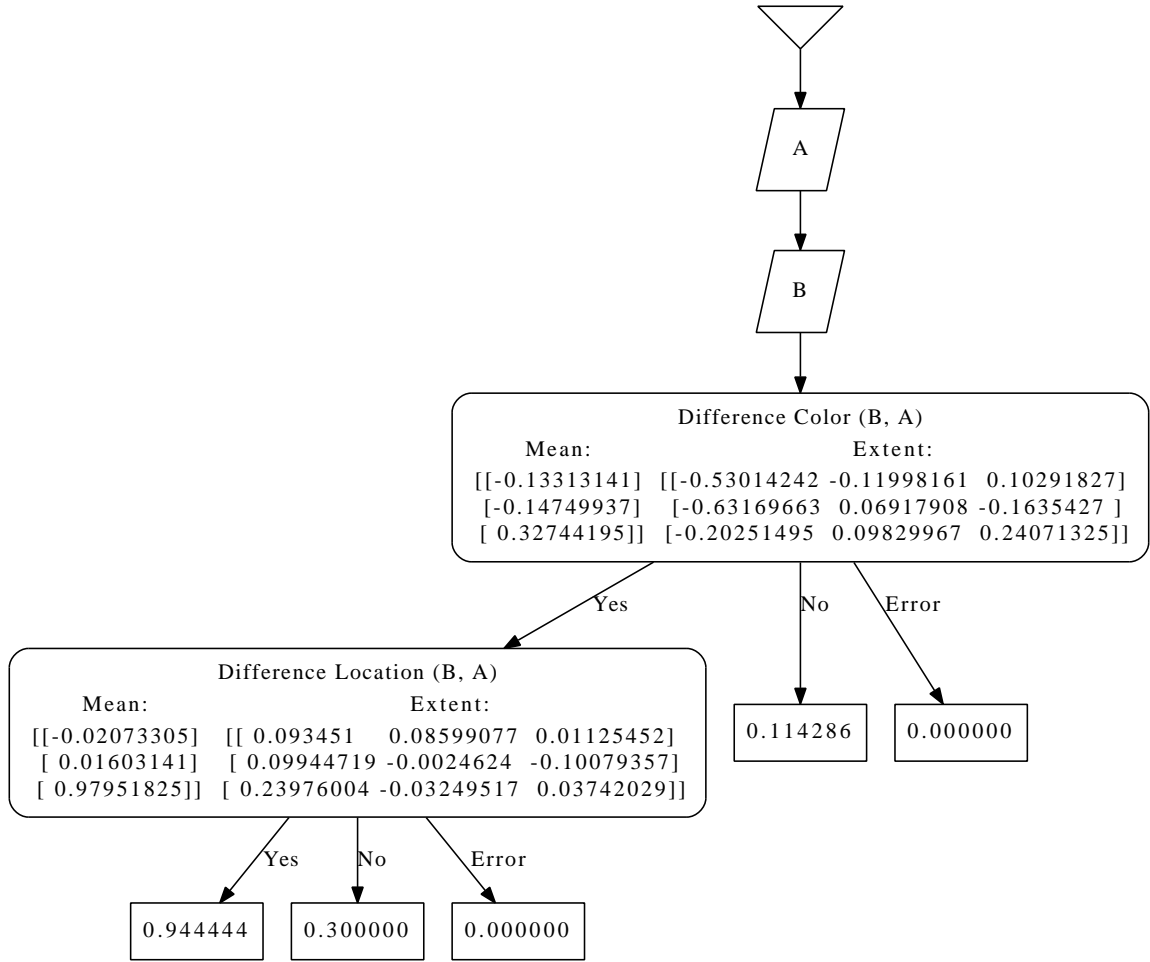 A
B
Difference Color (B, A)
Mean: Extent:
[[-0.13313141] [[-0.53014242 -0.11998161 0.10291827]
[-0.14749937] [-0.63169663 0.06917908 -0.1635427 ]
[ 0.32744195]] [-0.20251495 0.09829967 0.24071325]]
Yes No Error
Difference Location (B, A)
Mean: Extent:
[[-0.02073305] [[ 0.093451 0.08599077 0.01125452]
[ 0.01603141] [ 0.09944719 -0.0024624 -0.10079357]
[ 0.97951825]] [ 0.23976004 -0.03249517 0.03742029]]
0.114286 0.000000
Yes No Error
0.944444 0.300000 0.000000